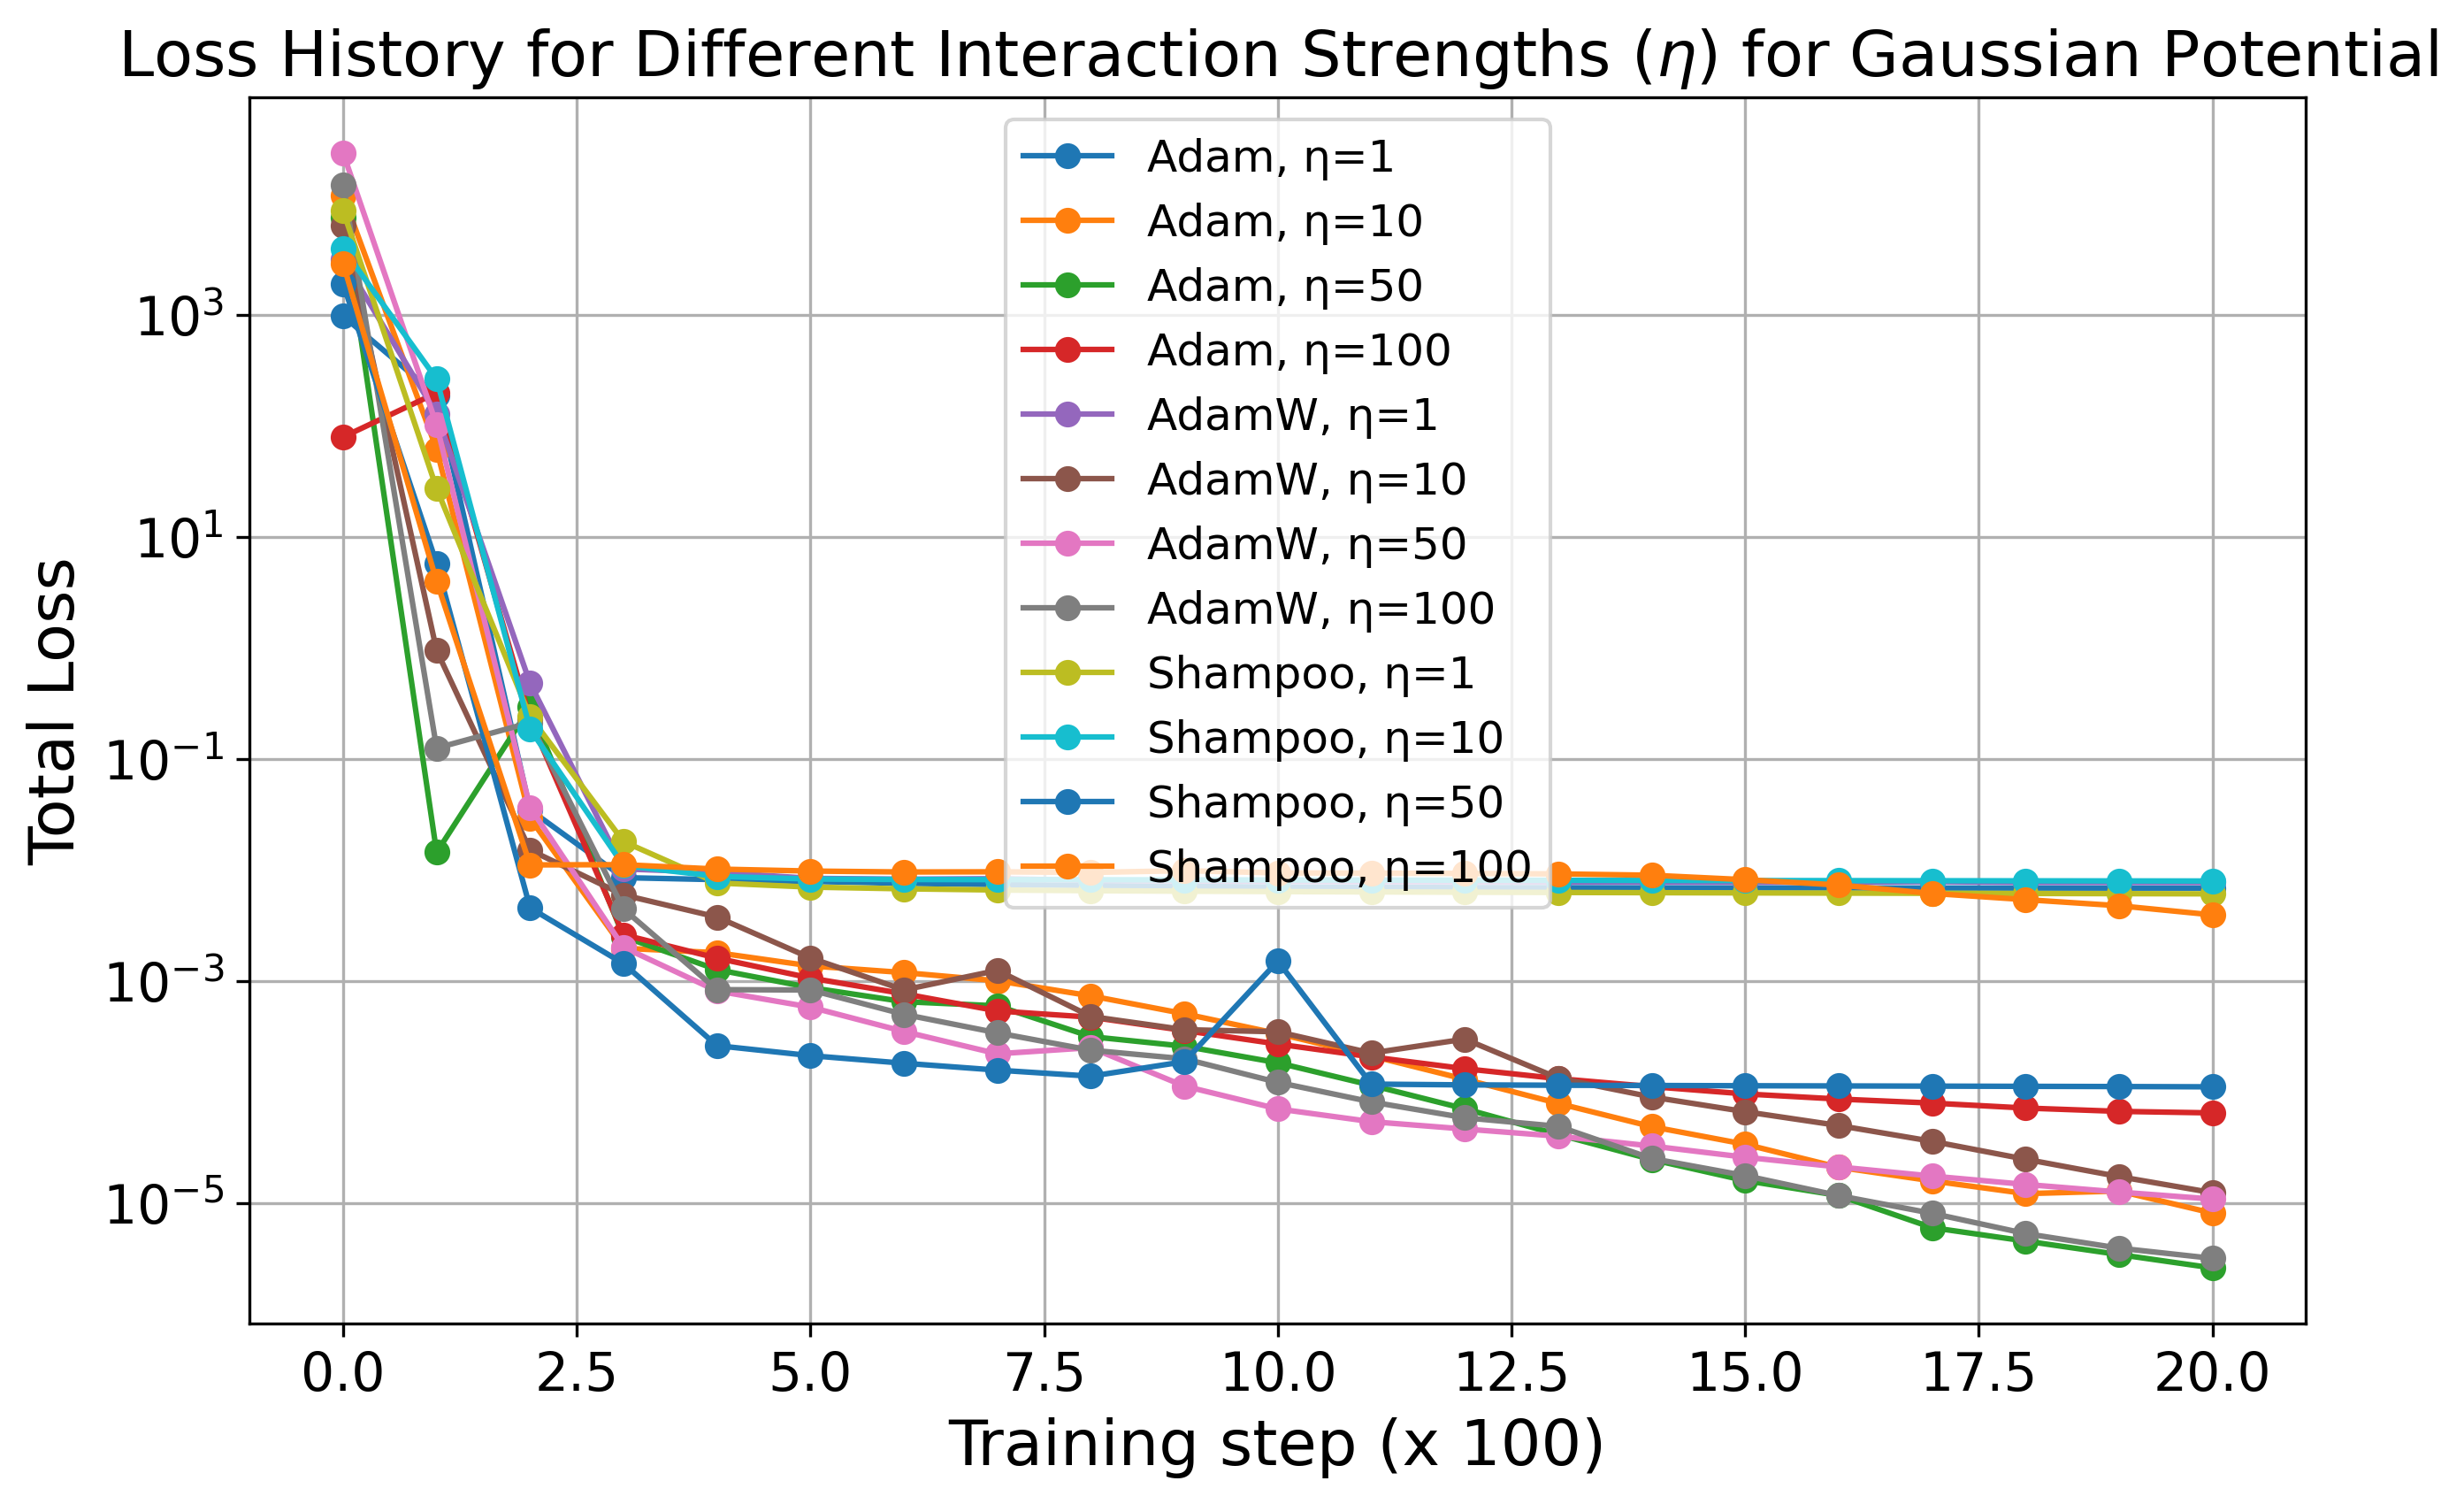 Loss History for Different Interaction Strengths (η) for Gaussian Potential
Total Loss
10³
10¹
10⁻¹
10⁻³
10⁻⁵
Adam, η=1
Adam, η=10
Adam, η=50
Adam, η=100
AdamW, η=1
AdamW, η=10
AdamW, η=50
AdamW, η=100
Shampoo, η=1
Shampoo, η=10
Shampoo, η=50
Shampoo, η=100
0.0 2.5 5.0 7.5 10.0 12.5 15.0 17.5 20.0
Training step (x 100)